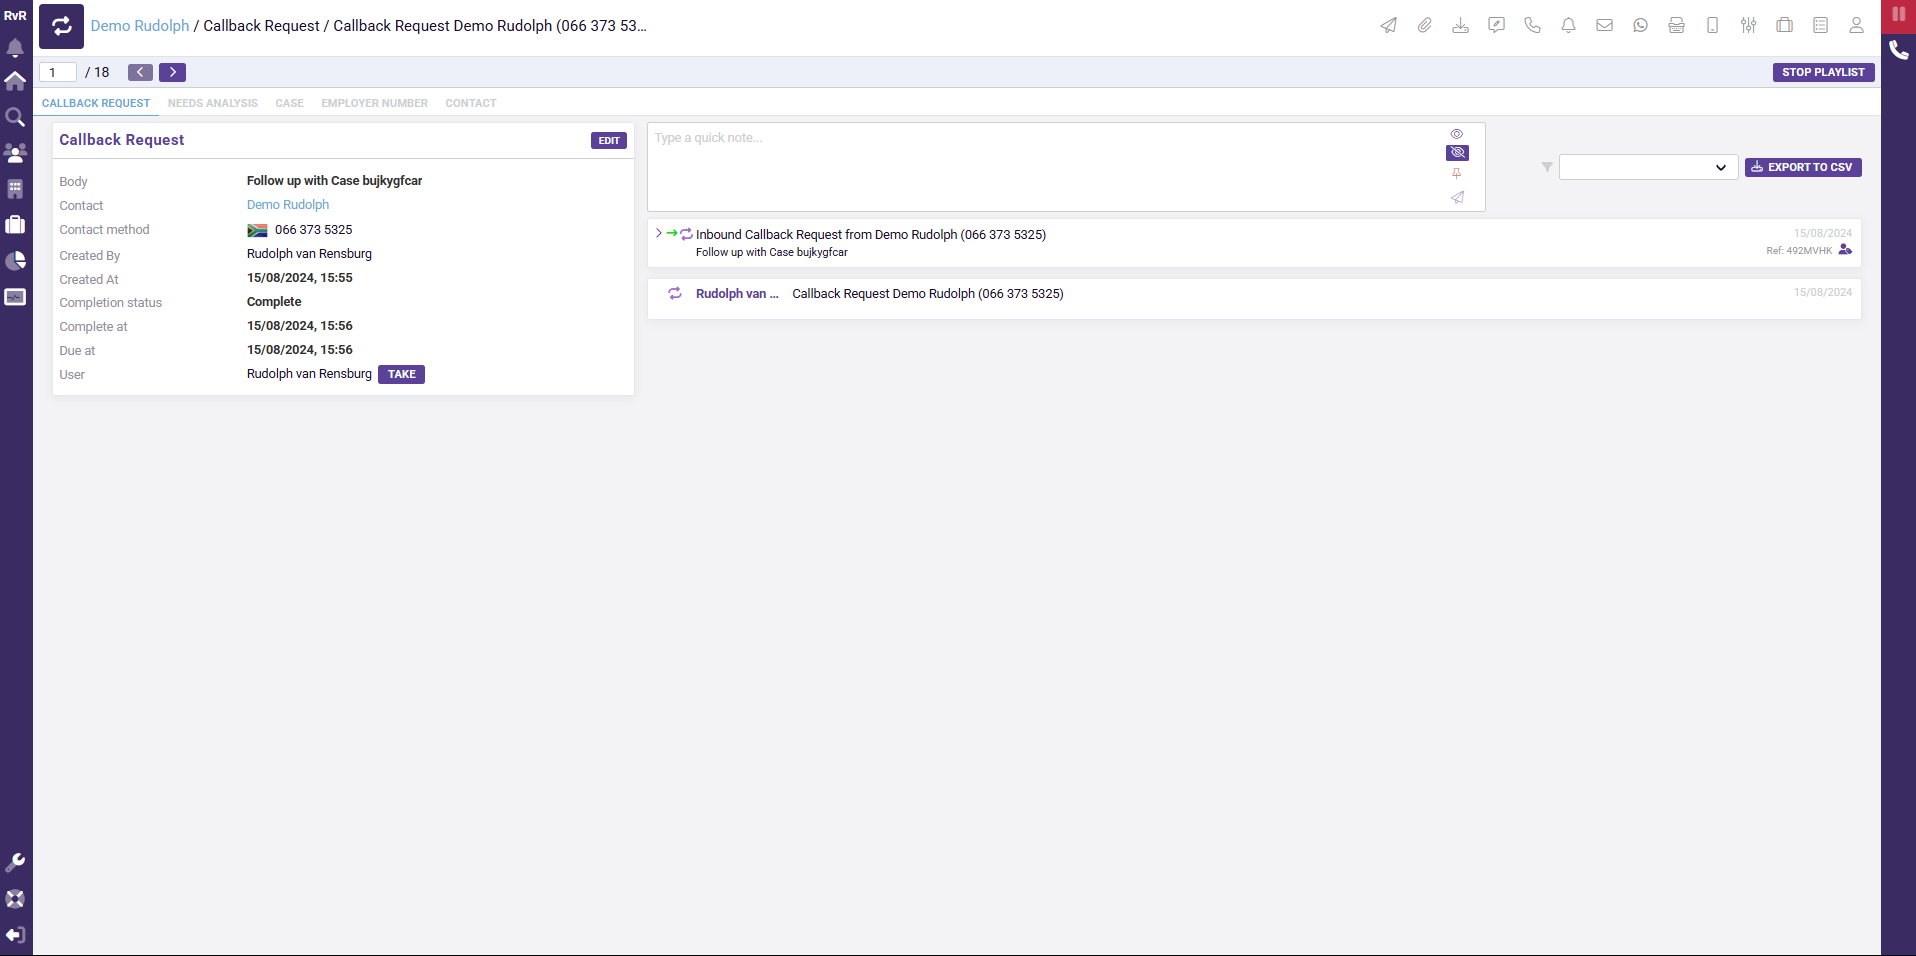 RvR
Demo Rudolph / Callback Request / Callback Request Demo Rudolph (066 373 53...
1 / 18
STOP PLAYLIST
CALLBACK REQUEST NEEDS ANALYSIS CASE EMPLOYER NUMBER CONTACT
Callback Request EDIT
Body Follow up with Case bujkygfcar
Contact Demo Rudolph
Contact method 066 373 5325
Created By Rudolph van Rensburg
Created At 15/08/2024, 15:55
Completion status Complete
Complete at 15/08/2024, 15:56
Due at 15/08/2024, 15:56
User Rudolph van Rensburg TAKE
Type a quick note...
EXPORT TO CSV
Inbound Callback Request from Demo Rudolph (066 373 5325) 15/08/2024
Follow up with Case bujkygfcar Ref: 492MVHK
Rudolph van ... Callback Request Demo Rudolph (066 373 5325) 15/08/2024